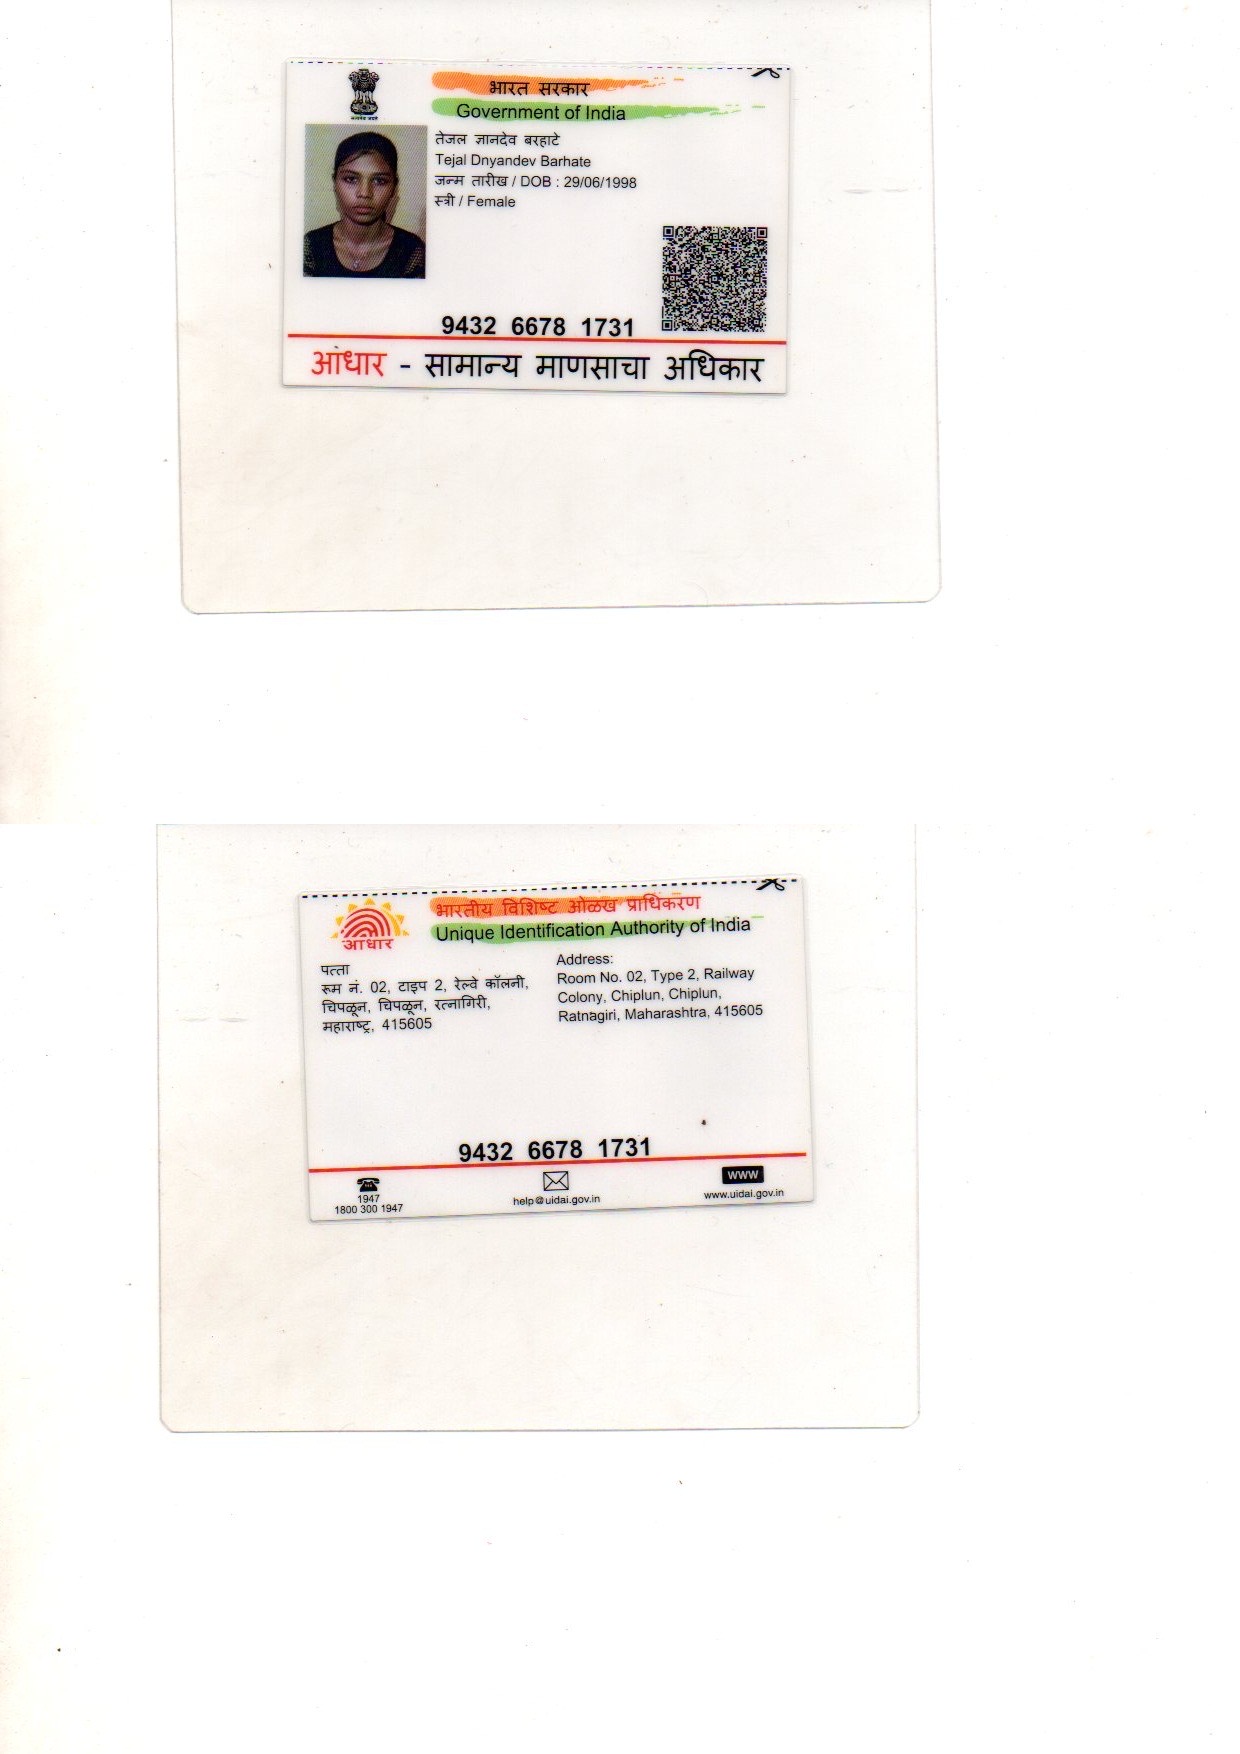 भारत सरकार
Government of India
तेजल ज्ञानदेव बरहाटे
Tejal Dnyandev Barhate
जन्म तारीख / DOB : 29/06/1998
स्त्री / Female
9432 6678 1731
आधार - सामान्य माणसाचा अधिकार
भारतीय विशिष्ट ओळख प्राधिकरण
Unique Identification Authority of India
आधार
पत्ता
रूम नं. 02, टाइप 2, रेल्वे कॉलनी,
चिपळून, चिपळून, रत्नागिरी,
महाराष्ट्र, 415605
Address:
Room No. 02, Type 2, Railway
Colony, Chiplun, Chiplun,
Ratnagiri, Maharashtra, 415605
9432 6678 1731
1947
1800 300 1947
help@uidai.gov.in
www
www.uidai.gov.in